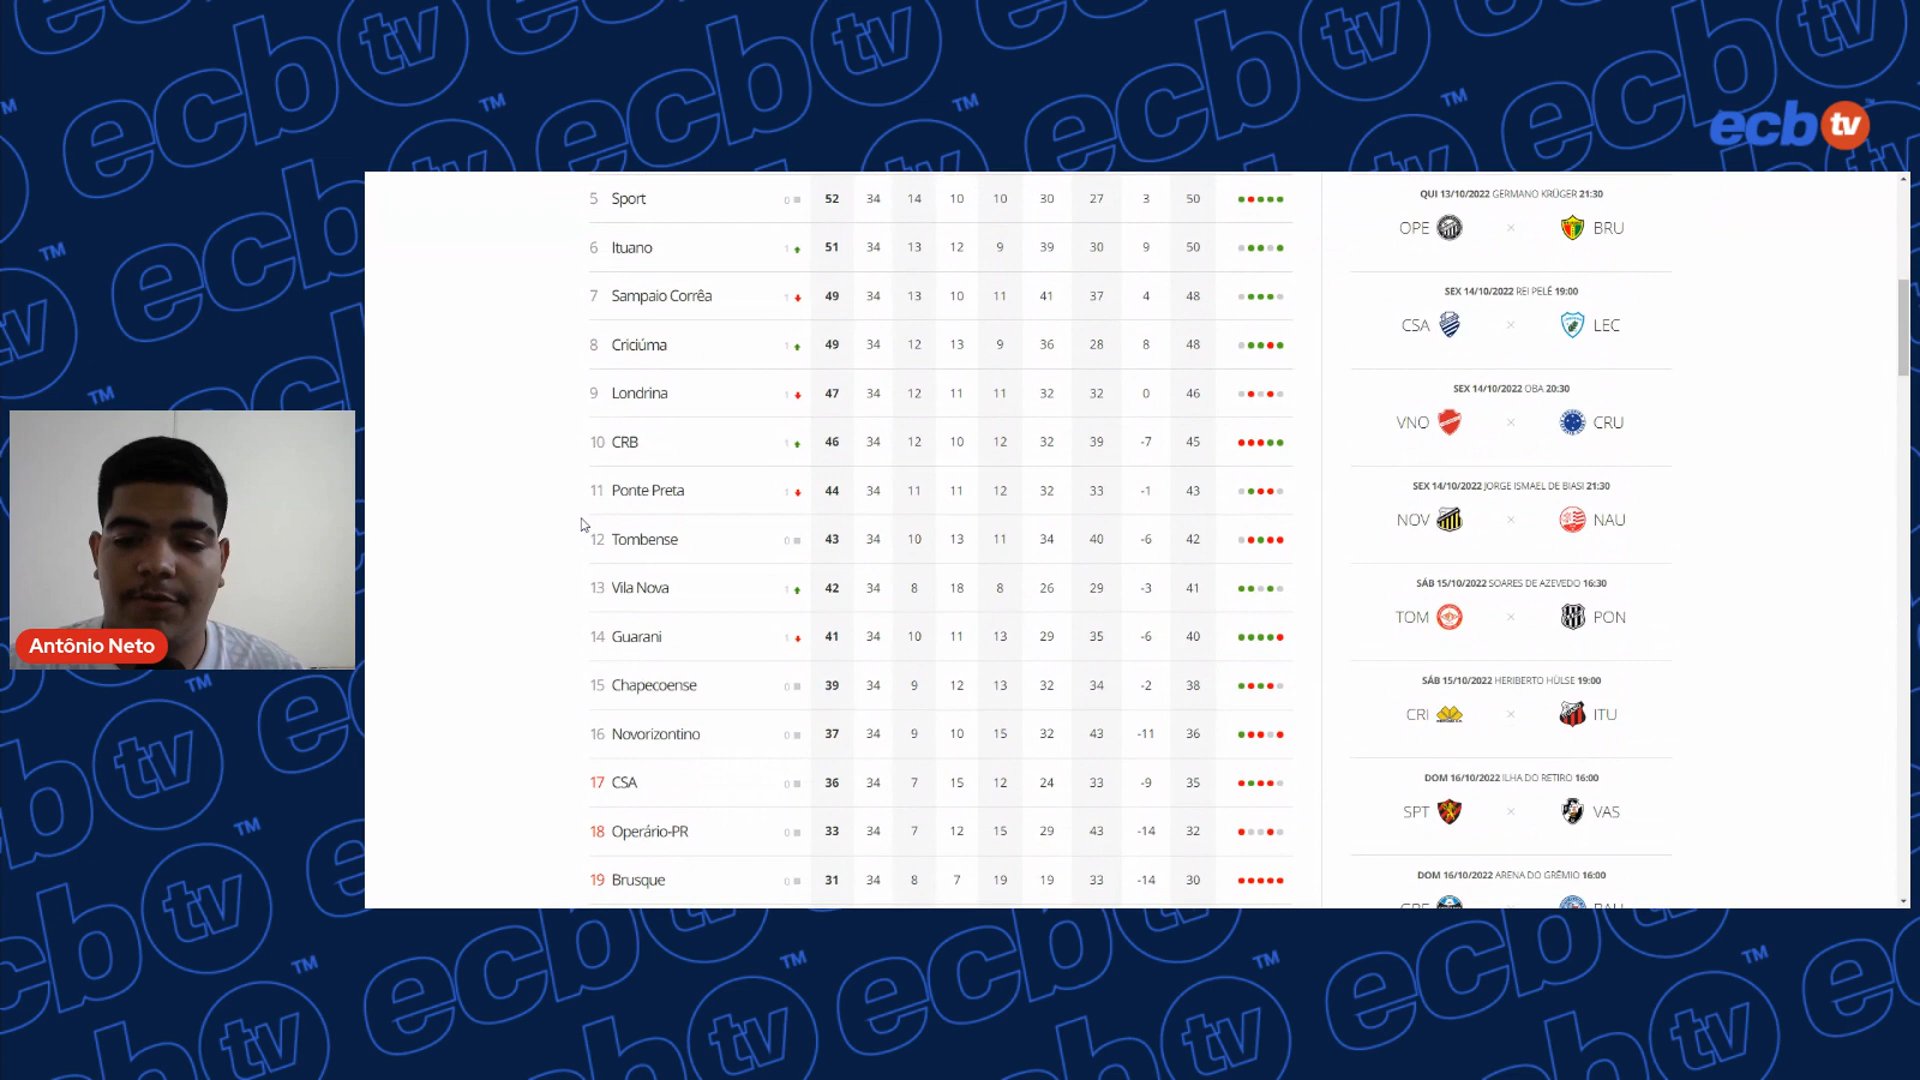 ecb tv
5 Sport 0 52 34 14 10 10 30 27 3 50
6 Ituano 1 51 34 13 12 9 39 30 9 50
7 Sampaio Corrêa 1 49 34 13 10 11 41 37 4 48
8 Criciúma 1 49 34 12 13 9 36 28 8 48
9 Londrina 1 47 34 12 11 11 32 32 0 46
10 CRB 1 46 34 12 10 12 32 39 -7 45
11 Ponte Preta 1 44 34 11 11 12 32 33 -1 43
12 Tombense 0 43 34 10 13 11 34 40 -6 42
13 Vila Nova 1 42 34 8 18 8 26 29 -3 41
14 Guarani 1 41 34 10 11 13 29 35 -6 40
15 Chapecoense 0 39 34 9 12 13 32 34 -2 38
16 Novorizontino 0 37 34 9 10 15 32 43 -11 36
17 CSA 0 36 34 7 15 12 24 33 -9 35
18 Operário-PR 0 33 34 7 12 15 29 43 -14 32
19 Brusque 0 31 34 8 7 19 19 33 -14 30
QUI 13/10/2022 GERMANO KRÜGER 21:30
OPE × BRU
SEX 14/10/2022 REI PELÉ 19:00
CSA × LEC
SEX 14/10/2022 OBA 20:30
VNO × CRU
SEX 14/10/2022 JORGE ISMAEL DE BIASI 21:30
NOV × NAU
SÁB 15/10/2022 SOARES DE AZEVEDO 16:30
TOM × PON
SÁB 15/10/2022 HERIBERTO HÜLSE 19:00
CRI × ITU
DOM 16/10/2022 ILHA DO RETIRO 16:00
SPT × VAS
DOM 16/10/2022 ARENA DO GRÊMIO 16:00
Antônio Neto